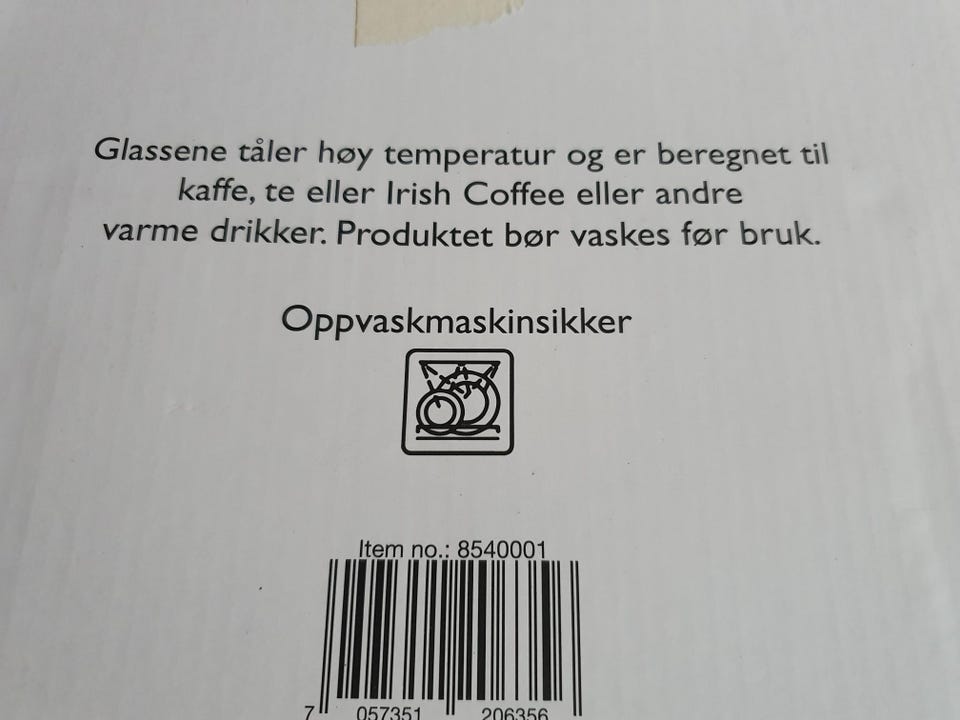 Glassene tåler høy temperatur og er beregnet til
kaffe, te eller Irish Coffee eller andre
varme drikker. Produktet bør vaskes før bruk.
Oppvaskmaskinsikker
Item no.: 8540001
7 057351 206356